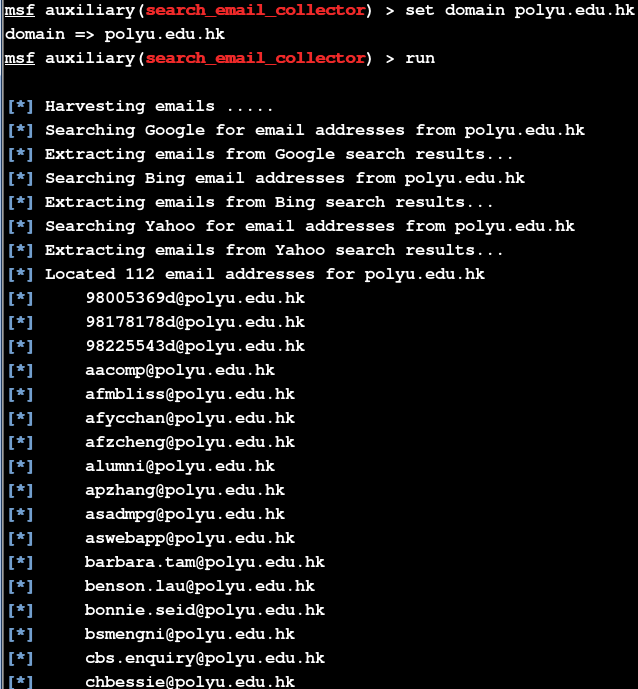 msf auxiliary(search_email_collector) > set domain polyu.edu.hk
domain => polyu.edu.hk
msf auxiliary(search_email_collector) > run
[*] Harvesting emails .....
[*] Searching Google for email addresses from polyu.edu.hk
[*] Extracting emails from Google search results...
[*] Searching Bing email addresses from polyu.edu.hk
[*] Extracting emails from Bing search results...
[*] Searching Yahoo for email addresses from polyu.edu.hk
[*] Extracting emails from Yahoo search results...
[*] Located 112 email addresses for polyu.edu.hk
[*] 98005369d@polyu.edu.hk
[*] 98178178d@polyu.edu.hk
[*] 98225543d@polyu.edu.hk
[*] aacomp@polyu.edu.hk
[*] afmbliss@polyu.edu.hk
[*] afycchan@polyu.edu.hk
[*] afzcheng@polyu.edu.hk
[*] alumni@polyu.edu.hk
[*] apzhang@polyu.edu.hk
[*] asadmpg@polyu.edu.hk
[*] aswebapp@polyu.edu.hk
[*] barbara.tam@polyu.edu.hk
[*] benson.lau@polyu.edu.hk
[*] bonnie.seid@polyu.edu.hk
[*] bsmengni@polyu.edu.hk
[*] cbs.enquiry@polyu.edu.hk
[*] chbessie@polyu.edu.hk